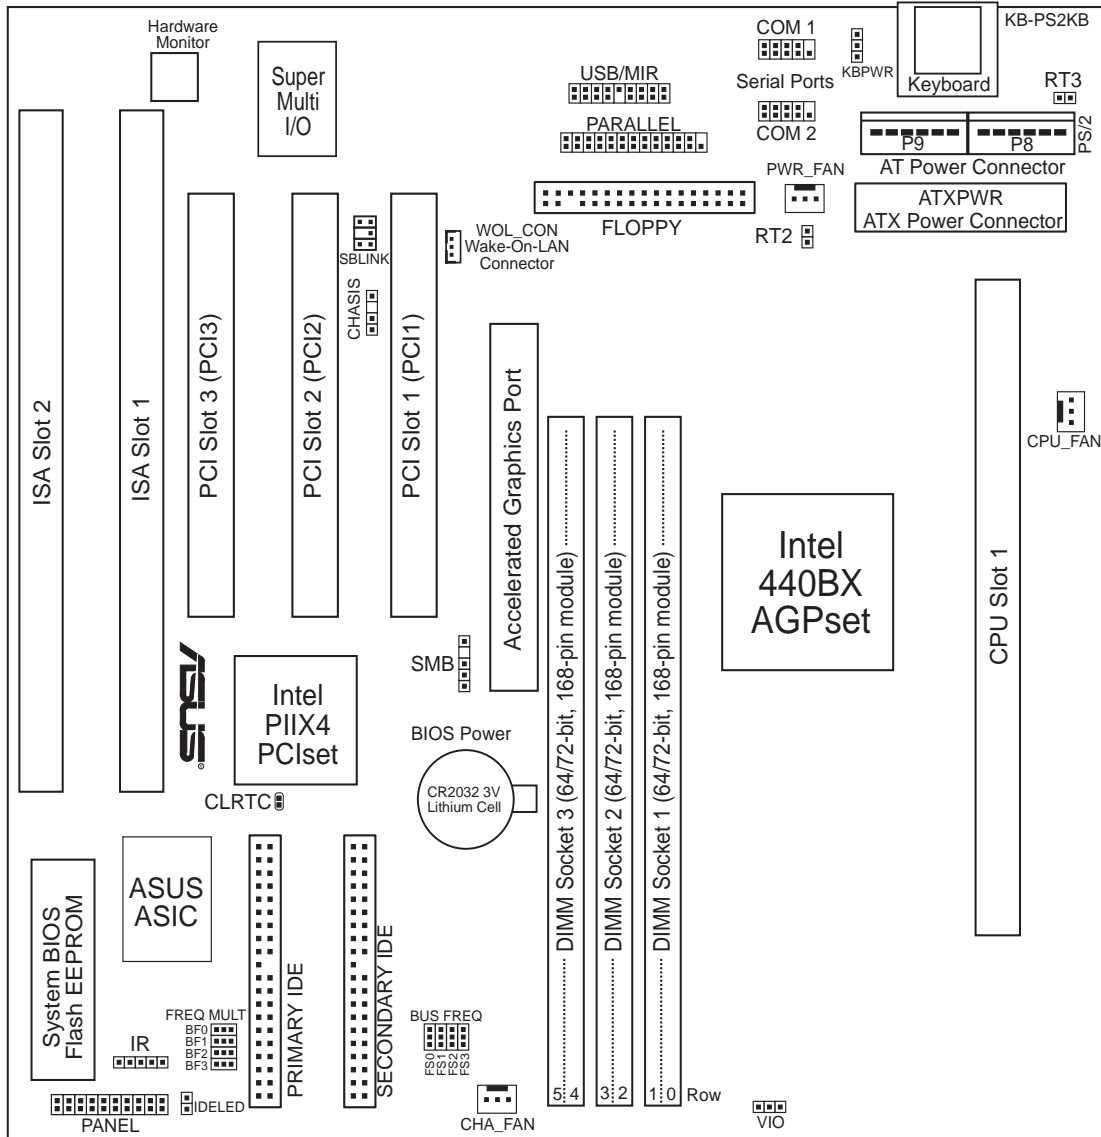 Hardware
Monitor
Super
Multi
I/O
COM 1
Serial Ports
COM 2
USB/MIR
PARALLEL
KBPWR
KB-PS2KB
Keyboard
RT3
PS/2
P9
P8
AT Power Connector
PWR_FAN
ATXPWR
ATX Power Connector
FLOPPY
RT2
SBLINK
WOL_CON
Wake-On-LAN
Connector
CHASIS
ISA Slot 2
ISA Slot 1
PCI Slot 3 (PCI3)
PCI Slot 2 (PCI2)
PCI Slot 1 (PCI1)
Accelerated Graphics Port
DIMM Socket 3 (64/72-bit, 168-pin module)
DIMM Socket 2 (64/72-bit, 168-pin module)
DIMM Socket 1 (64/72-bit, 168-pin module)
Intel
440BX
AGPset
CPU Slot 1
CPU_FAN
SMB
ASUS
®
Intel
PIIX4
PCIset
BIOS Power
CR2032 3V
Lithium Cell
CLRTC
ASUS
ASIC
System BIOS
Flash EEPROM
PRIMARY IDE
SECONDARY IDE
FREQ MULT
BF0
BF1
BF2
BF3
IR
BUS FREQ
FS0
FS1
FS2
FS3
PANEL
IDELED
CHA_FAN
5 4
3 2
1 0
Row
VIO